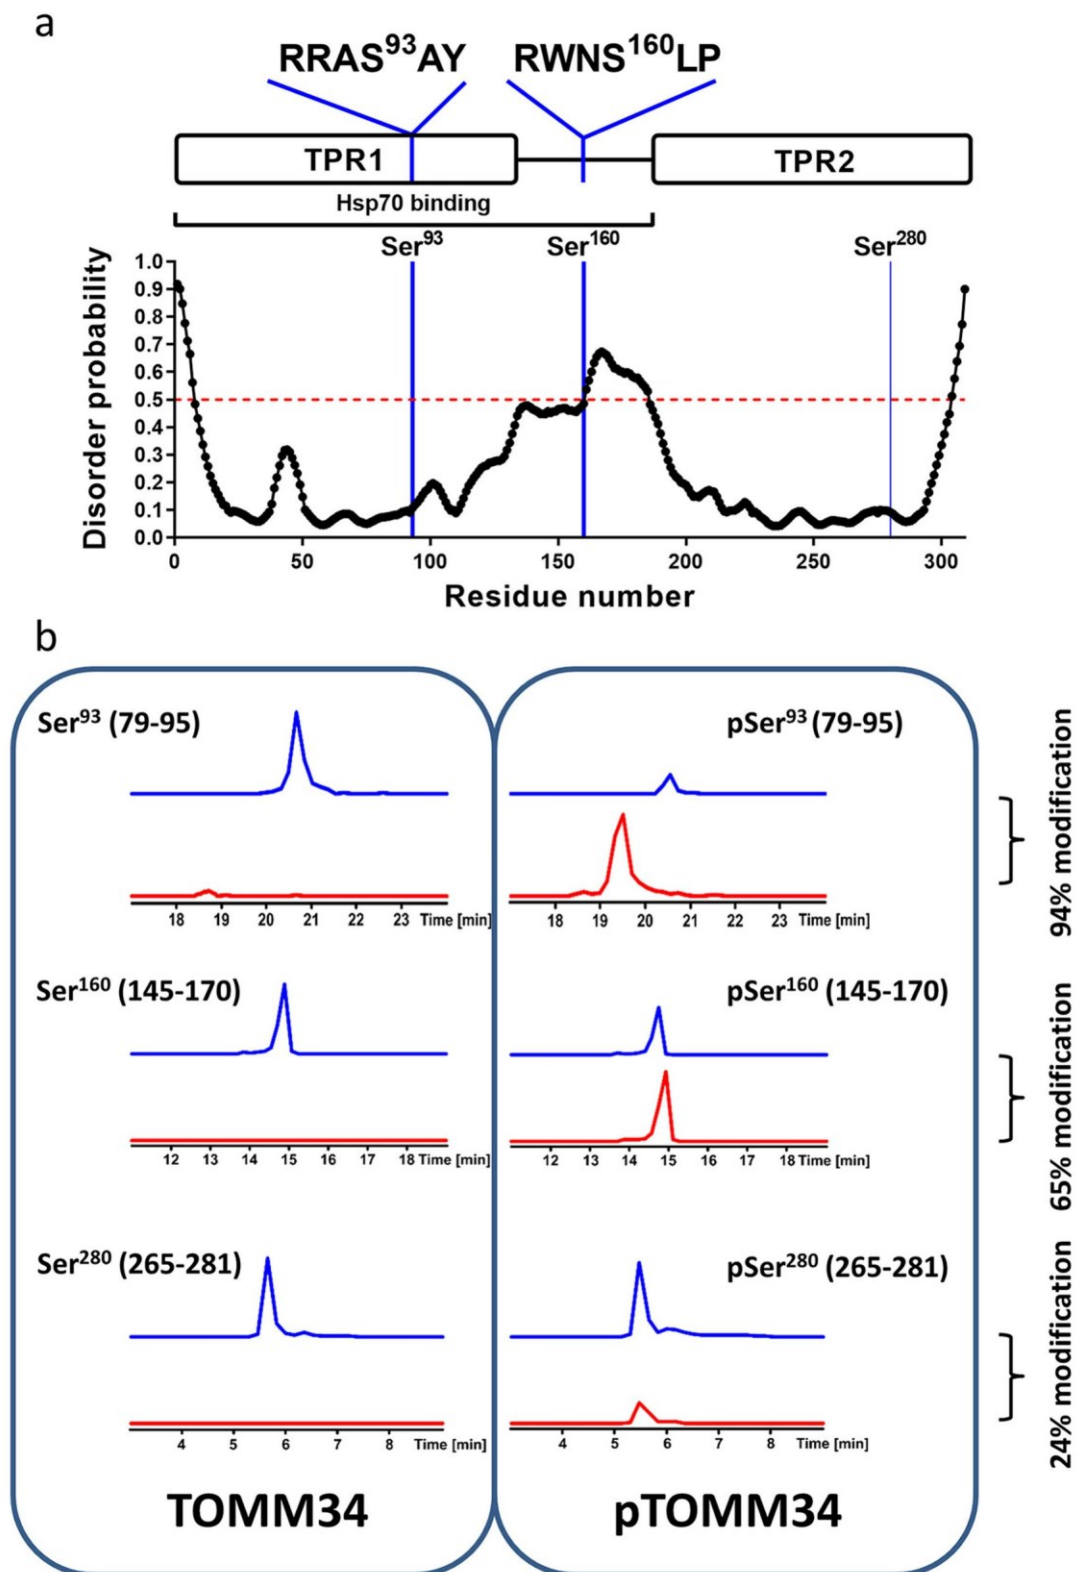 a
RRAS⁹³AY RWNS¹⁶⁰LP
TPR1 TPR2
Hsp70 binding
Ser⁹³ Ser¹⁶⁰ Ser²⁸⁰
Disorder probability
1.0
0.9
0.8
0.7
0.6
0.5
0.4
0.3
0.2
0.1
0.0
0 50 100 150 200 250 300
Residue number
b
Ser⁹³ (79-95)
18 19 20 21 22 23 Time [min]
Ser¹⁶⁰ (145-170)
12 13 14 15 16 17 18 Time [min]
Ser²⁸⁰ (265-281)
4 5 6 7 8 Time [min]
TOMM34
pSer⁹³ (79-95)
18 19 20 21 22 23 Time [min]
pSer¹⁶⁰ (145-170)
12 13 14 15 16 17 18 Time [min]
pSer²⁸⁰ (265-281)
4 5 6 7 8 Time [min]
pTOMM34
94% modification
65% modification
24% modification